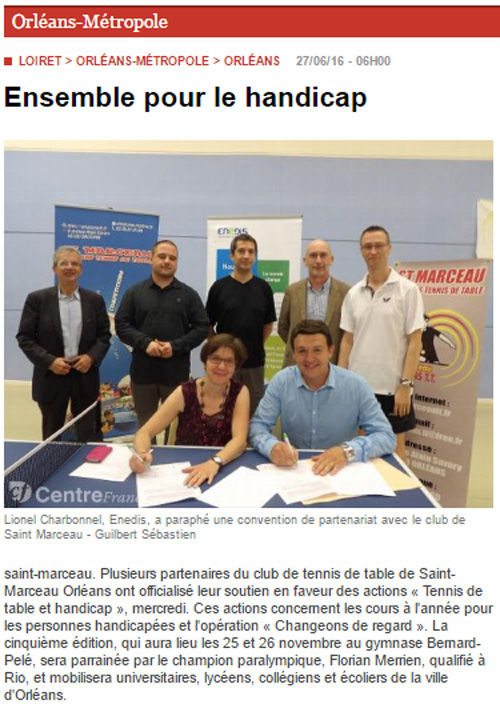 Orléans-Métropole
LOIRET > ORLÉANS-MÉTROPOLE > ORLÉANS 27/06/16 - 06H00
Ensemble pour le handicap
ENEDIS
ST MARCEAU
TENNIS DE TABLE
Centre France
Lionel Charbonnel, Enedis, a paraphé une convention de partenariat avec le club de
Saint Marceau - Guilbert Sébastien
saint-marceau. Plusieurs partenaires du club de tennis de table de Saint-
Marceau Orléans ont officialisé leur soutien en faveur des actions « Tennis de
table et handicap », mercredi. Ces actions concernent les cours à l'année pour
les personnes handicapées et l'opération « Changeons de regard ». La
cinquième édition, qui aura lieu les 25 et 26 novembre au gymnase Bernard-
Pelé, sera parrainée par le champion paralympique, Florian Merrien, qualifié à
Rio, et mobilisera universitaires, lycéens, collégiens et écoliers de la ville
d'Orléans.